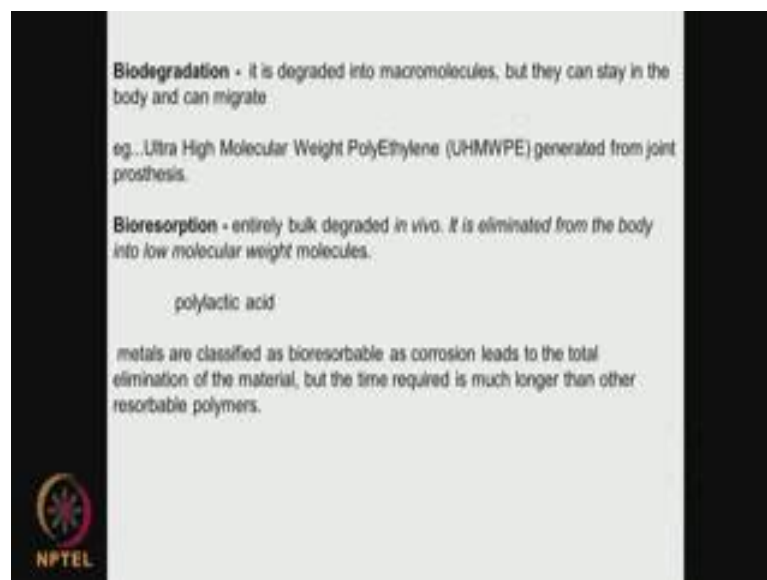 Biodegradation - it is degraded into macromolecules, but they can stay in the
body and can migrate
eg...Ultra High Molecular Weight PolyEthylene (UHMWPE) generated from joint
prosthesis.
Bioresorption - entirely bulk degraded in vivo. It is eliminated from the body
into low molecular weight molecules.
polylactic acid
metals are classified as bioresorbable as corrosion leads to the total
elimination of the material, but the time required is much longer than other
resorbable polymers.
NPTEL